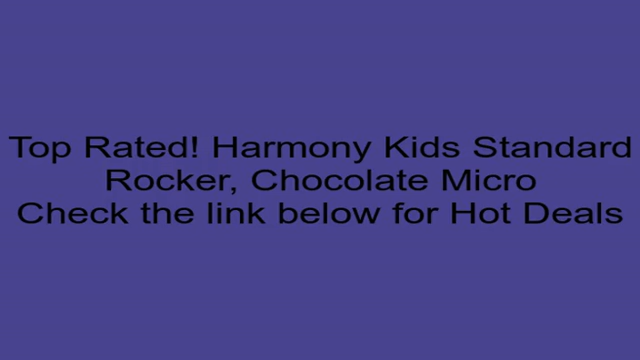 Top Rated! Harmony Kids Standard
Rocker, Chocolate Micro
Check the link below for Hot Deals